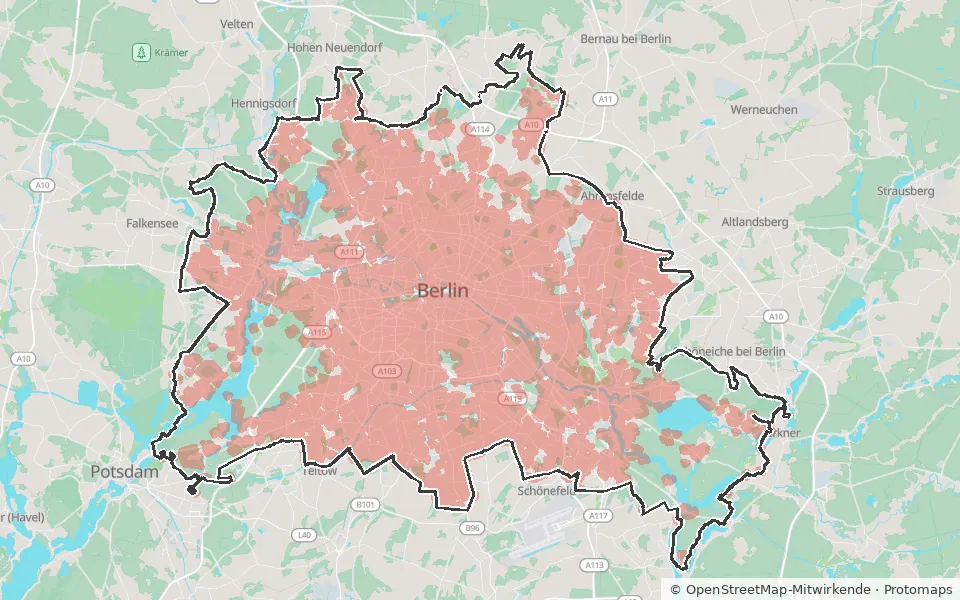 Velten
Bernau bei Berlin
Hohen Neuendorf
Krämer
A11
Hennigsdorf
Werneuchen
A114
A10
A10
Strausberg
Ahrensfelde
Falkensee
Altlandsberg
A111
Berlin
A10
A115
A10
Schöneiche bei Berlin
A103
A113
Erkner
Potsdam
Teltow
Schönefeld
B101
A117
r (Havel)
B96
L40
A113
© OpenStreetMap-Mitwirkende · Protomaps